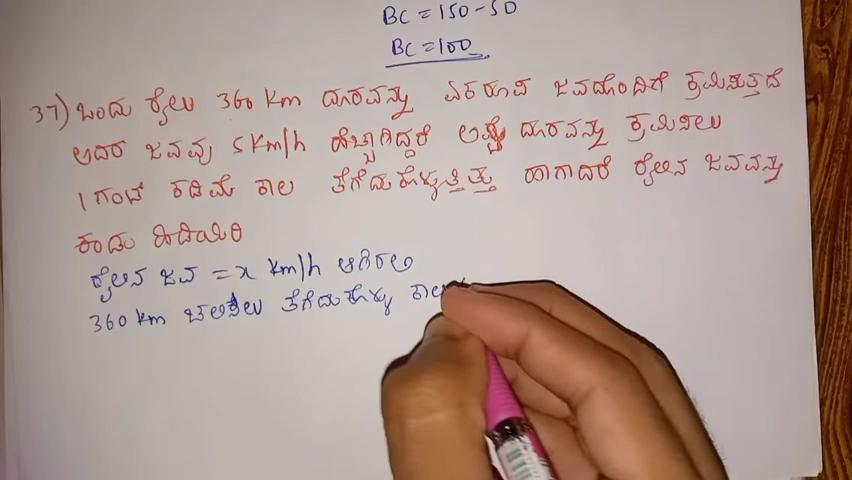 BC = 150 - 50
BC = 100
37) ಒಂದು ರೈಲು 360 km ದೂರವನ್ನು ಏಕರೂಪ ಜವದೊಂದಿಗೆ ಕ್ರಮಿಸುತ್ತದೆ
ಅದರ ಜವವು 5 km/h ಹೆಚ್ಚಾಗಿದ್ದರೆ ಅಷ್ಟೇ ದೂರವನ್ನು ಕ್ರಮಿಸಲು
1 ಗಂಟೆ ಕಡಿಮೆ ಕಾಲ ತೆಗೆದುಕೊಳ್ಳುತ್ತಿತ್ತು ಹಾಗಾದರೆ ರೈಲಿನ ಜವವನ್ನು
ಕಂಡು ಹಿಡಿಯಿರಿ
ರೈಲಿನ ಜವ = x km/h ಆಗಿರಲಿ
360 km ಚಲಿಸಲು ತೆಗೆದುಕೊಳ್ಳು